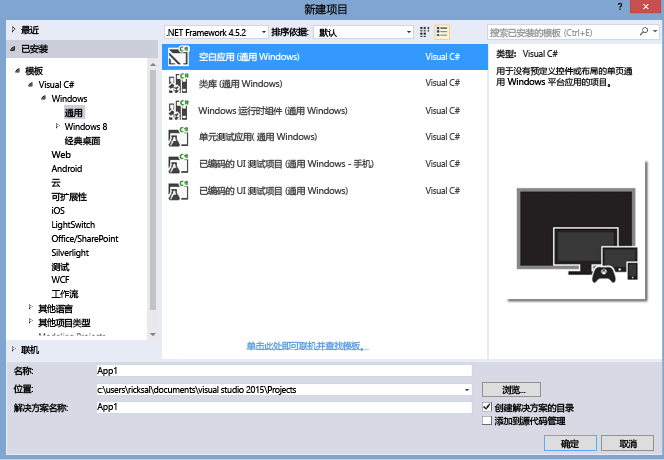 新建项目
? ×
最近
.NET Framework 4.5.2 排序依据: 默认 搜索已安装的模板 (Ctrl+E)
已安装
模板
Visual C#
Windows
通用
Windows 8
经典桌面
Web
Android
云
可扩展性
iOS
LightSwitch
Office/SharePoint
Silverlight
测试
WCF
工作流
其他语言
其他项目类型
Modeling Projects
联机
空白应用 (通用 Windows) Visual C#
类库 (通用 Windows) Visual C#
Windows 运行时组件 (通用 Windows) Visual C#
单元测试应用( 通用 Windows) Visual C#
已编码的 UI 测试项目 (通用 Windows - 手机) Visual C#
已编码的 UI 测试项目 (通用 Windows) Visual C#
单击此处即可联机并查找模板。
类型: Visual C#
用于没有预定义控件或布局的单页通
用 Windows 平台应用的项目。
名称: App1
位置: c:\users\ricksal\documents\visual studio 2015\Projects 浏览...
解决方案名称: App1
创建解决方案的目录
添加到源代码管理
确定 取消